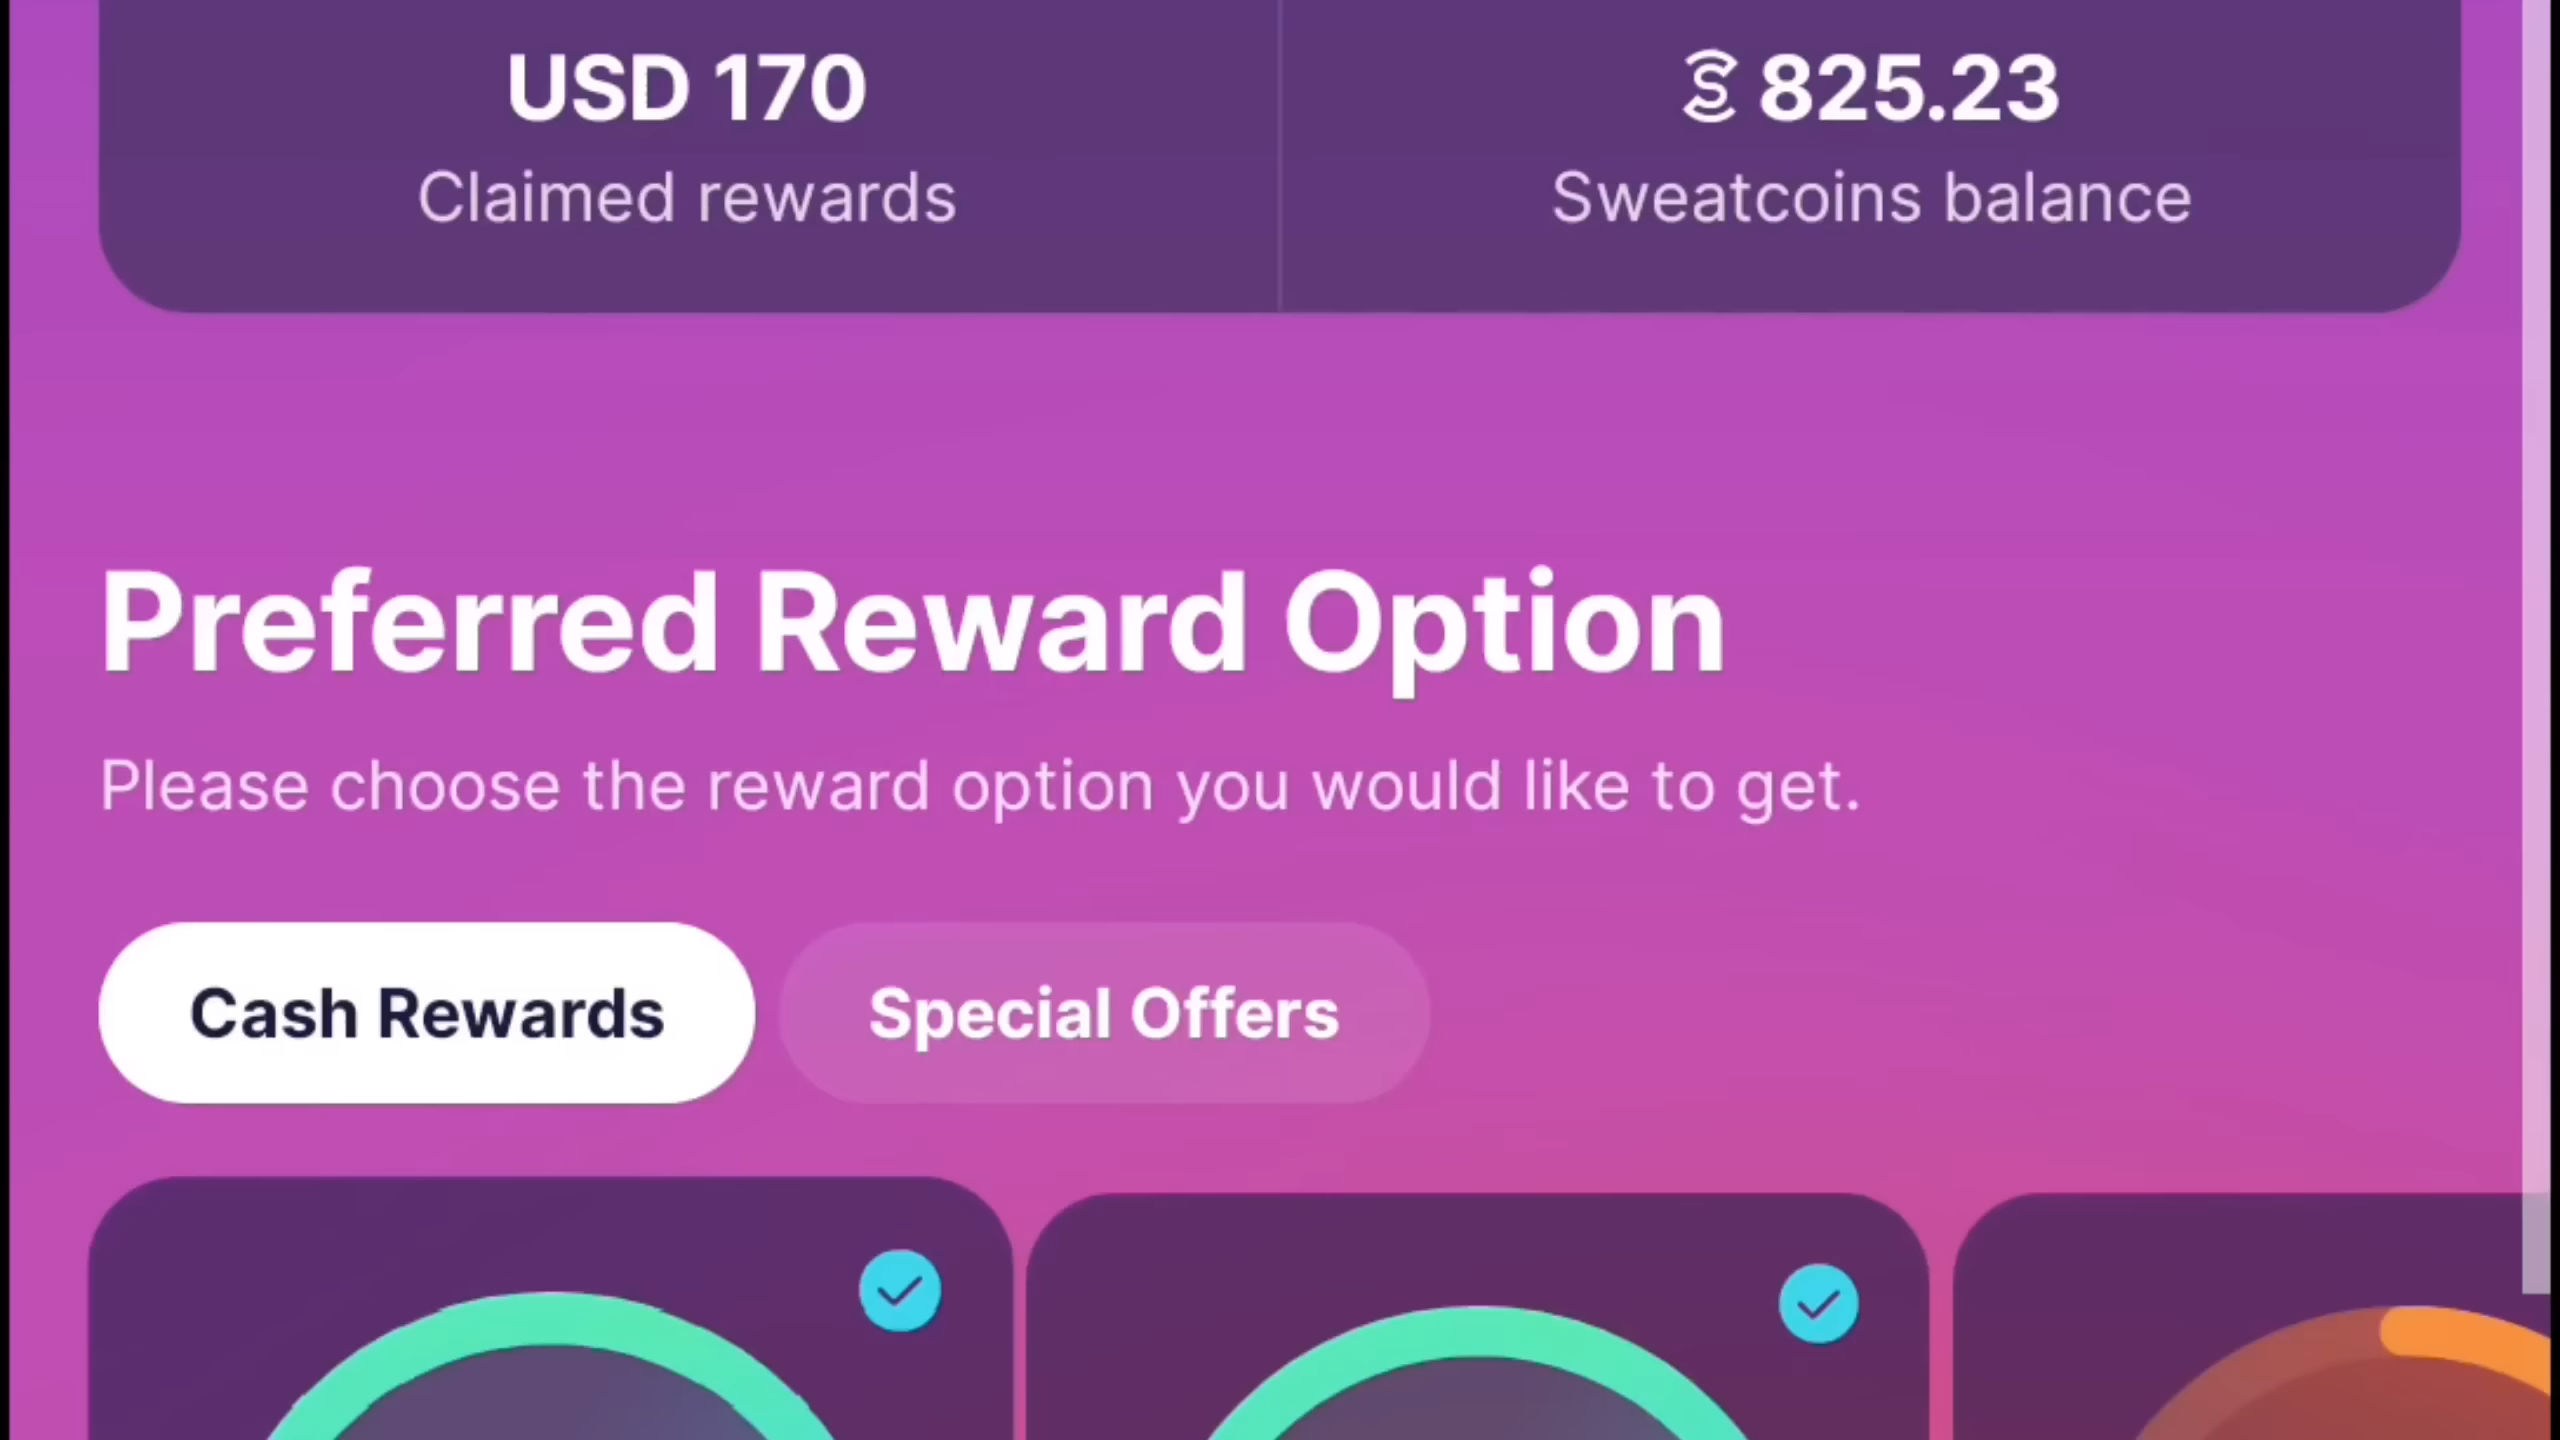 USD 170
825.23
Claimed rewards
Sweatcoins balance
Preferred Reward Option
Please choose the reward option you would like to get.
Cash Rewards
Special Offers